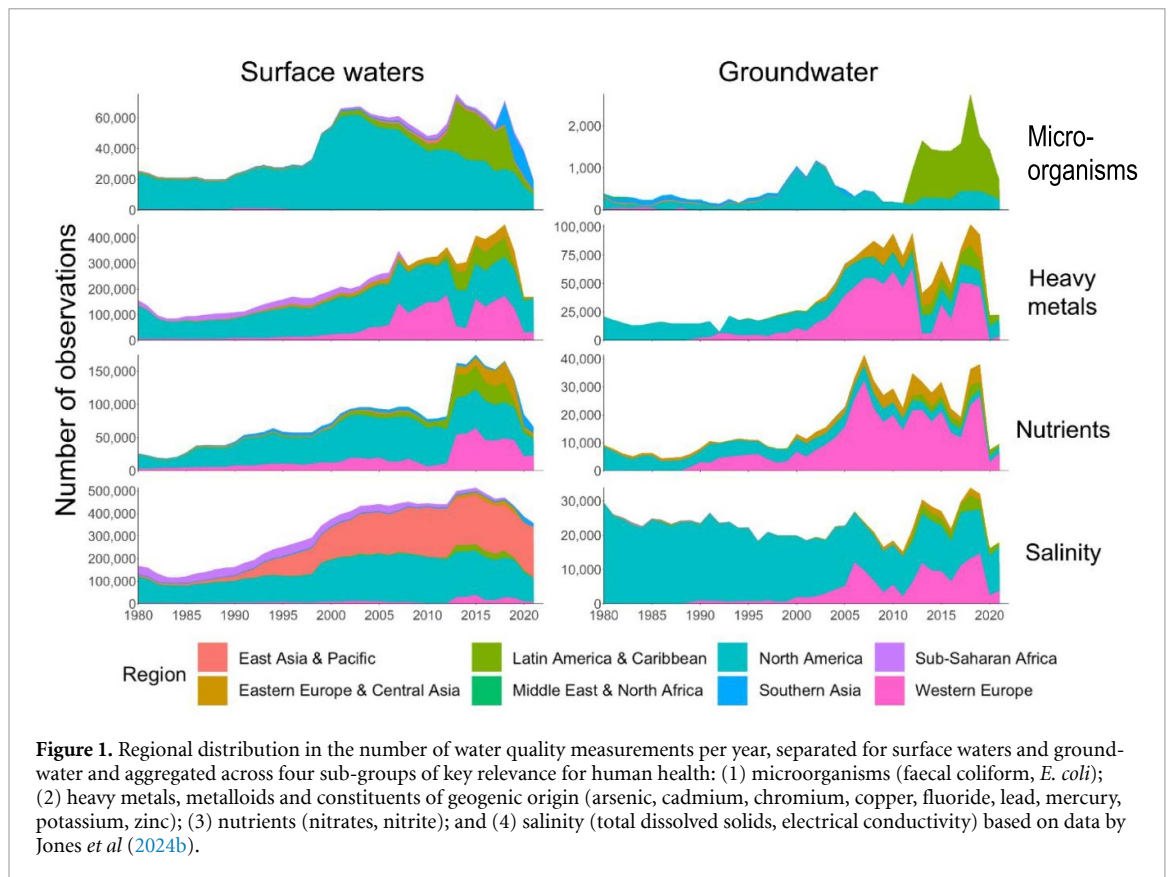 Surface waters
Groundwater
Number of observations
60,000
40,000
20,000
0
2,000
1,000
0
Micro-
organisms
400,000
300,000
200,000
100,000
0
100,000
75,000
50,000
25,000
0
Heavy
metals
150,000
100,000
50,000
0
40,000
30,000
20,000
10,000
0
Nutrients
500,000
400,000
300,000
200,000
100,000
0
30,000
20,000
10,000
0
Salinity
1980 1985 1990 1995 2000 2005 2010 2015 2020
1980 1985 1990 1995 2000 2005 2010 2015 2020
Region
East Asia & Pacific
Latin America & Caribbean
North America
Sub-Saharan Africa
Eastern Europe & Central Asia
Middle East & North Africa
Southern Asia
Western Europe
Figure 1. Regional distribution in the number of water quality measurements per year, separated for surface waters and ground-
water and aggregated across four sub-groups of key relevance for human health: (1) microorganisms (faecal coliform, E. coli);
(2) heavy metals, metalloids and constituents of geogenic origin (arsenic, cadmium, chromium, copper, fluoride, lead, mercury,
potassium, zinc); (3) nutrients (nitrates, nitrite); and (4) salinity (total dissolved solids, electrical conductivity) based on data by
Jones et al (2024b).